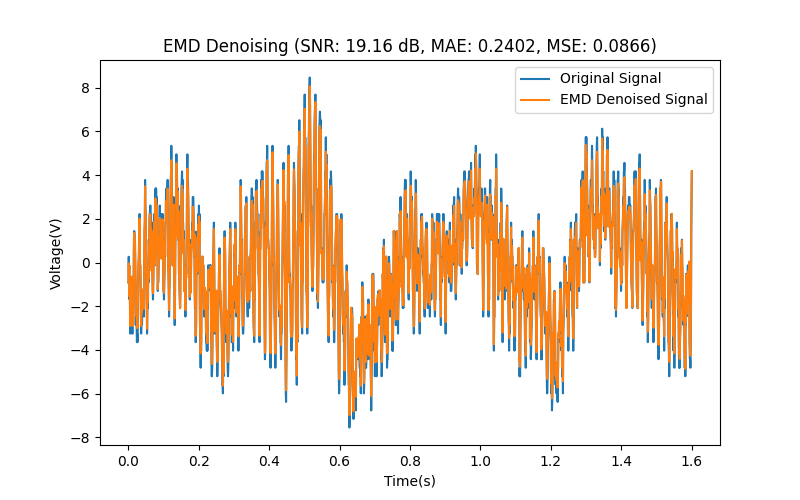 EMD Denoising (SNR: 19.16 dB, MAE: 0.2402, MSE: 0.0866)
Original Signal
EMD Denoised Signal
8
6
4
2
0
−2
−4
−6
−8
Voltage(V)
0.0 0.2 0.4 0.6 0.8 1.0 1.2 1.4 1.6
Time(s)